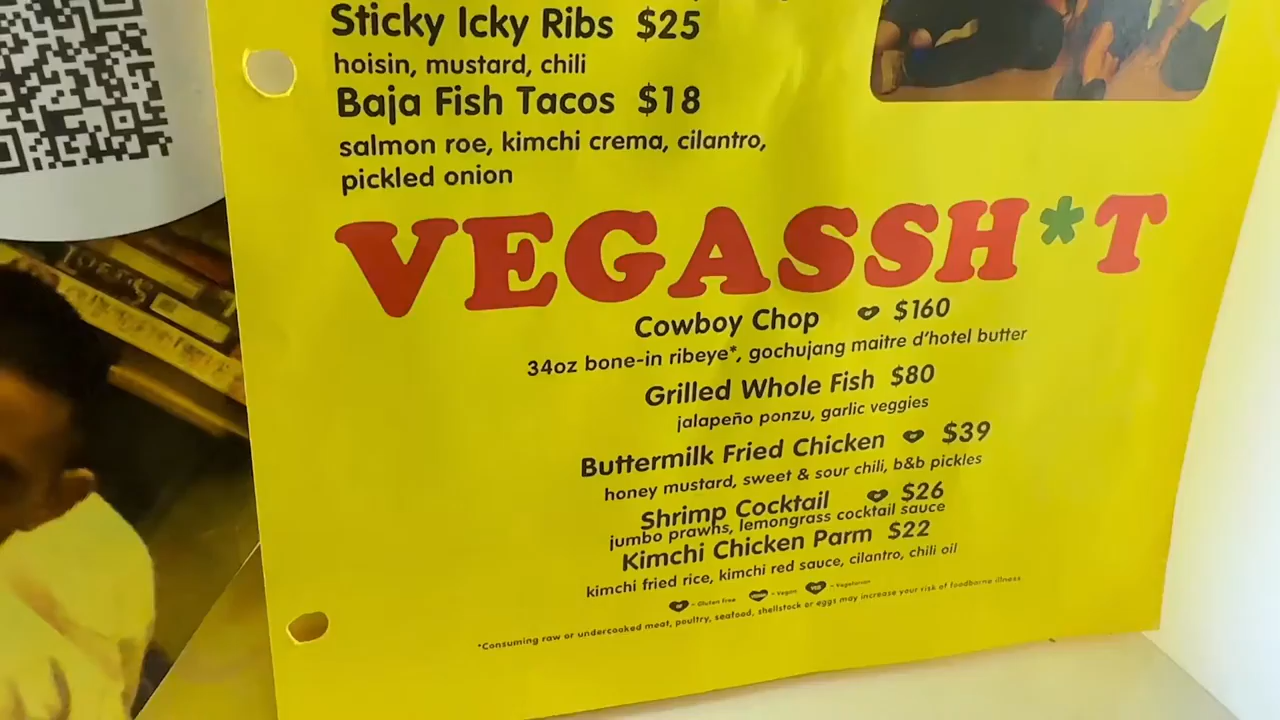 Sticky Icky Ribs $25
hoisin, mustard, chili
Baja Fish Tacos $18
salmon roe, kimchi crema, cilantro,
pickled onion
VEGASSH*T
Cowboy Chop $160
34oz bone-in ribeye*, gochujang maitre d'hotel butter
Grilled Whole Fish $80
jalapeño ponzu, garlic veggies
Buttermilk Fried Chicken $39
honey mustard, sweet & sour chili, b&b pickles
Shrimp Cocktail $26
jumbo prawns, lemongrass cocktail sauce
Kimchi Chicken Parm $22
kimchi fried rice, kimchi red sauce, cilantro, chili oil
- Gluten Free - Vegan - Vegetarian
*Consuming raw or undercooked meat, poultry, seafood, shellstock or eggs may increase your risk of foodborne illness